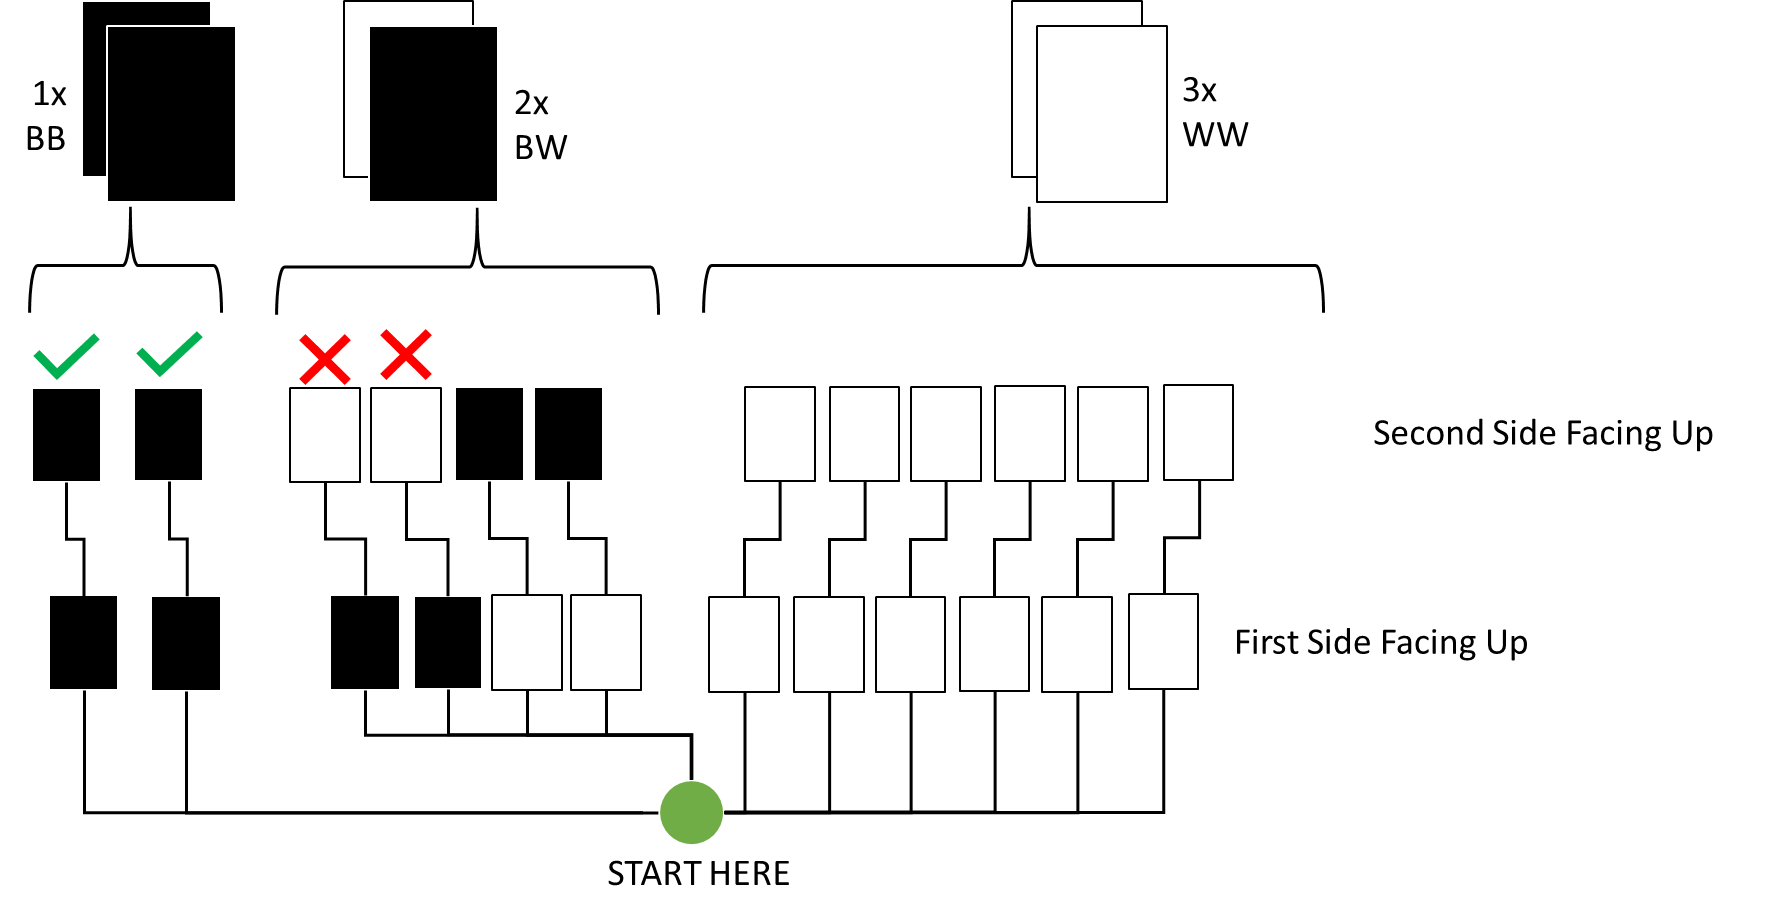 1x
BB
2x
BW
3x
WW
Second Side Facing Up
First Side Facing Up
START HERE